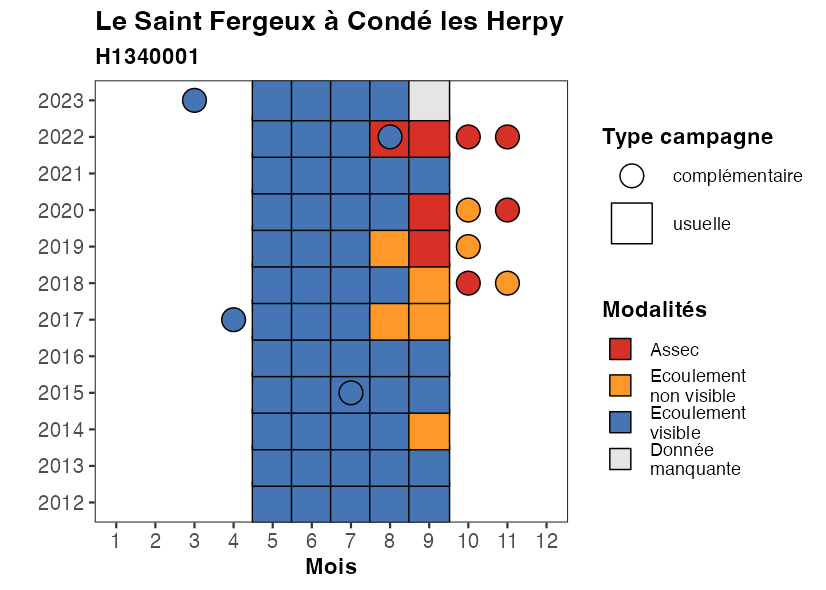 Le Saint Fergeux à Condé les Herpy
H1340001
2023
2022
2021
2020
2019
2018
2017
2016
2015
2014
2013
2012
1 2 3 4 5 6 7 8 9 10 11 12
Mois
Type campagne
complémentaire
usuelle
Modalités
Assec
Ecoulement
non visible
Ecoulement
visible
Donnée
manquante